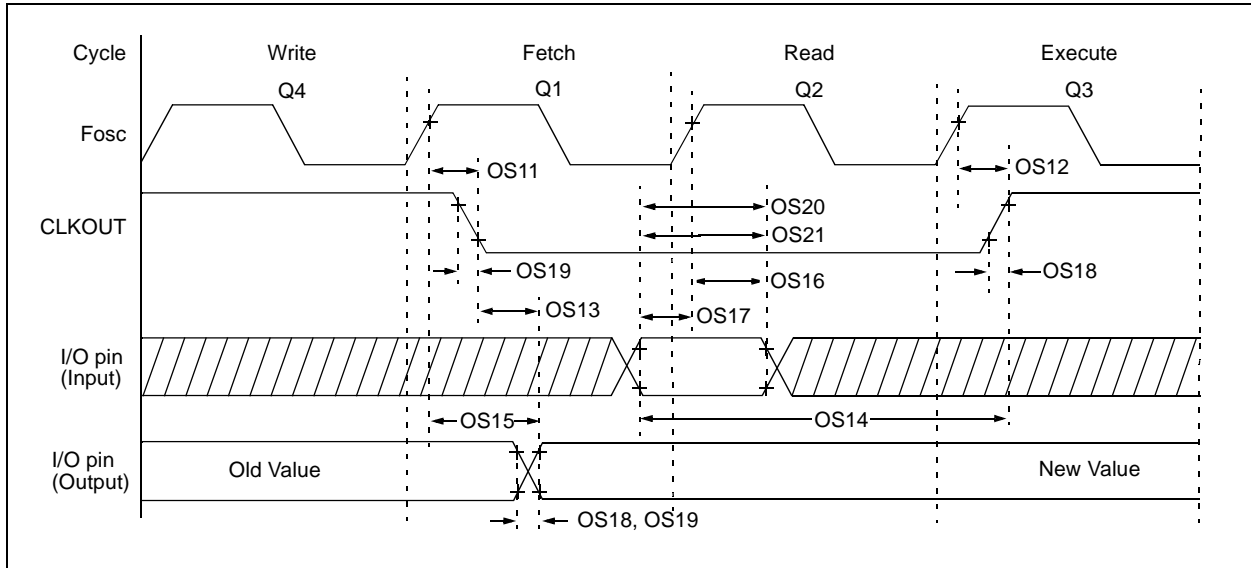 Cycle Write Fetch Read Execute
Q4 Q1 Q2 Q3
Fosc
OS11 OS12
OS20
CLKOUT
OS21
OS19 OS18
OS16
OS13 OS17
I/O pin
(Input)
OS15 OS14
I/O pin
(Output)
Old Value New Value
OS18, OS19